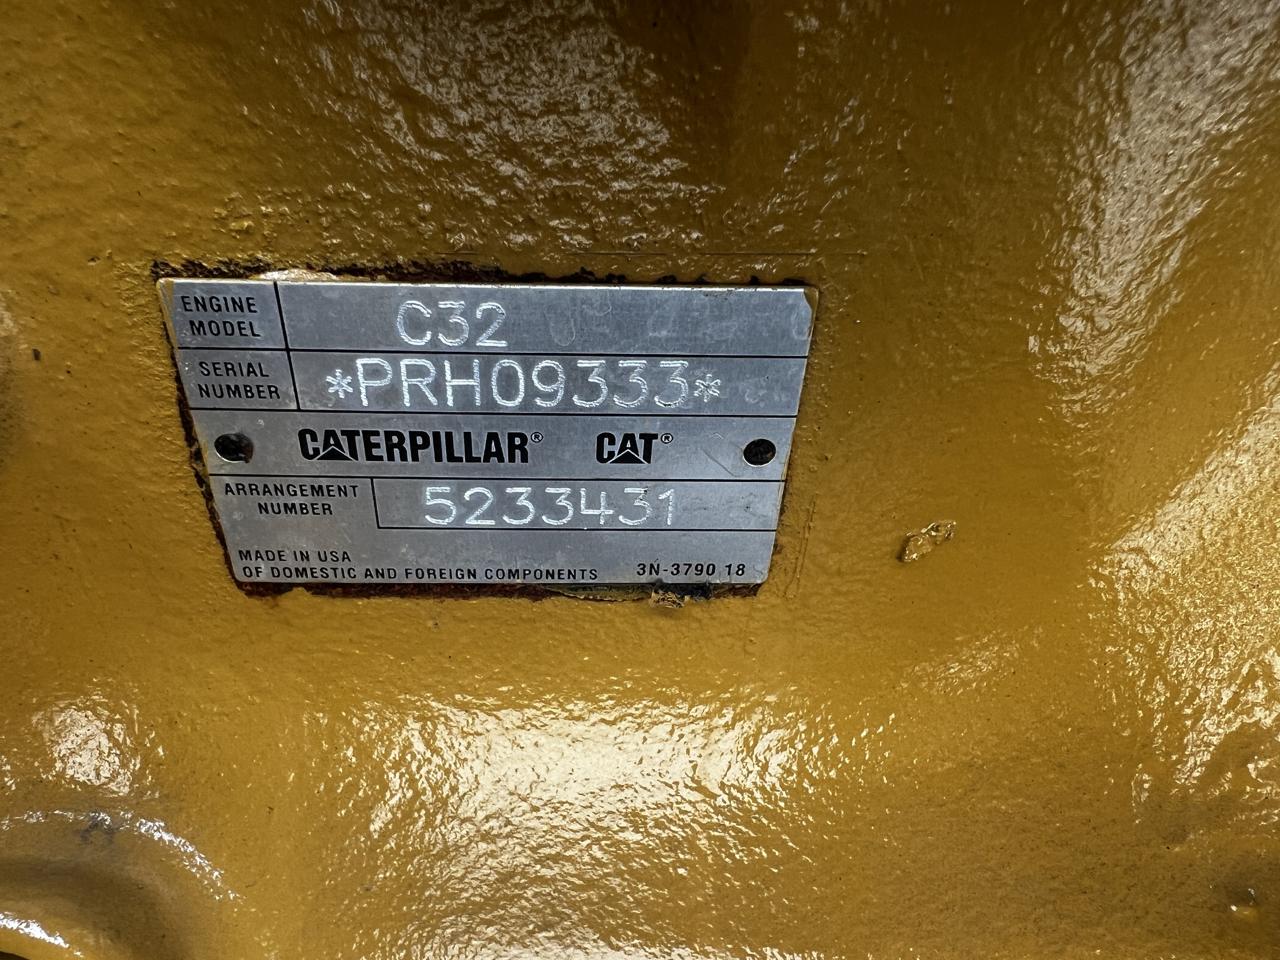 ENGINE MODEL C32
SERIAL NUMBER *PRH09333*
CATERPILLAR® CAT®
ARRANGEMENT NUMBER 5233431
MADE IN USA
OF DOMESTIC AND FOREIGN COMPONENTS 3N-3790 18